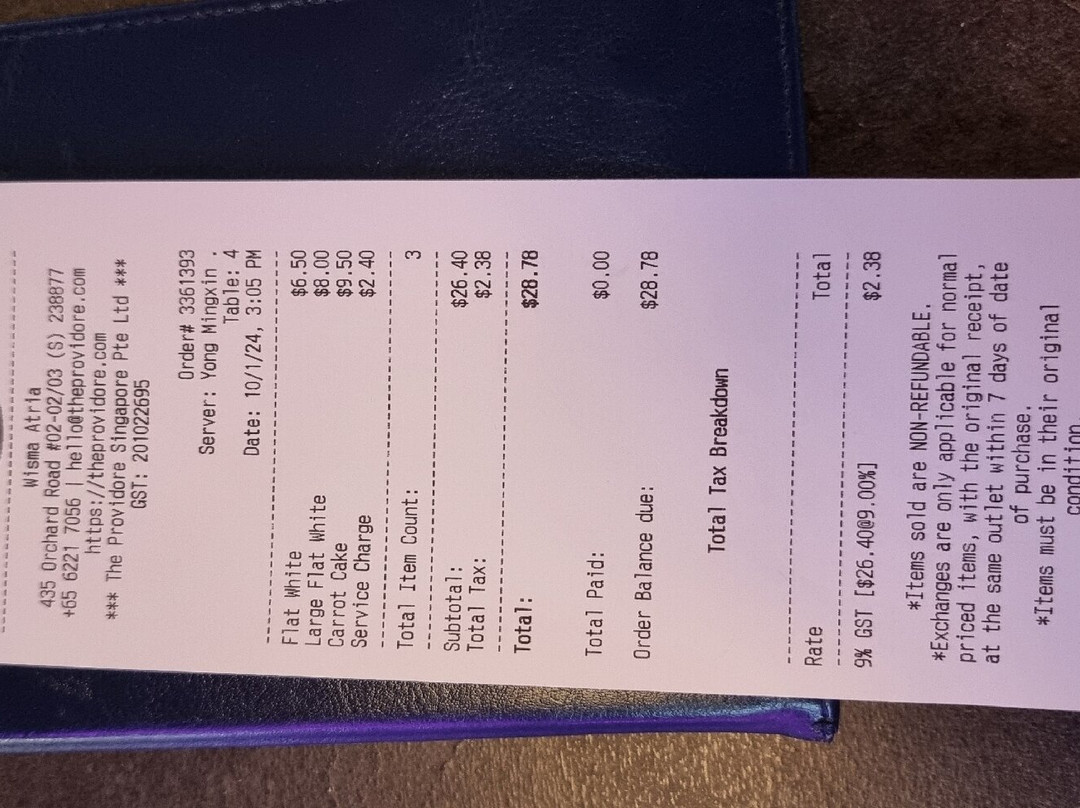 Wisma Atria
435 Orchard Road #02-02/03 (S) 238877
+65 6221 7056 | hello@theprovidore.com
https://theprovidore.com
*** The Providore Singapore Pte Ltd ***
GST: 201022695
Order# 3361393
Server: Yong Mingxin .
Table: 4
Date: 10/1/24, 3:05 PM
Flat White $6.50
Large Flat White $8.00
Carrot Cake $9.50
Service Charge $2.40
Total Item Count: 3
Subtotal: $26.40
Total Tax: $2.38
Total: $28.78
Total Paid: $0.00
Order Balance due: $28.78
Total Tax Breakdown
Rate Total
9% GST [$26.40@9.00%] $2.38
*Items sold are NON-REFUNDABLE.
*Exchanges are only applicable for normal
priced items, with the original receipt,
at the same outlet within 7 days of date
of purchase.
*Items must be in their original
condition